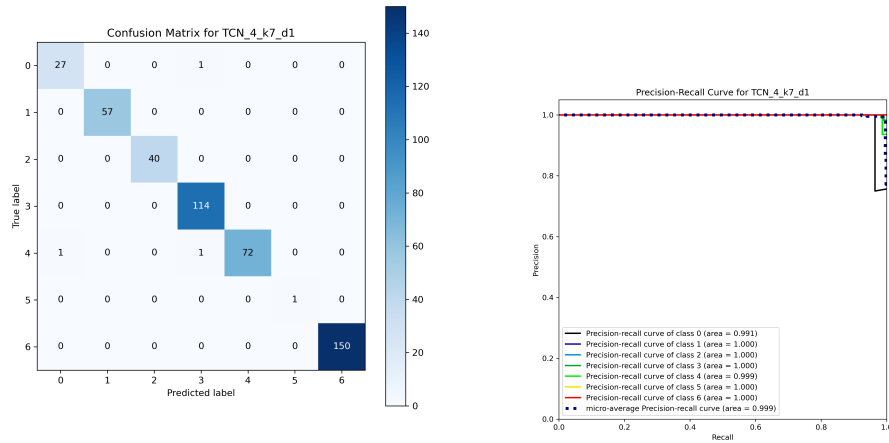 Confusion Matrix for TCN_4_k7_d1
True label
0 27 0 0 1 0 0 0
1 0 57 0 0 0 0 0
2 0 0 40 0 0 0 0
3 0 0 0 114 0 0 0
4 1 0 0 1 72 0 0
5 0 0 0 0 0 1 0
6 0 0 0 0 0 0 150
0 1 2 3 4 5 6
Predicted label
140
120
100
80
60
40
20
0
Precision-Recall Curve for TCN_4_k7_d1
Precision
1.0
0.8
0.6
0.4
0.2
0.0
Precision-recall curve of class 0 (area = 0.991)
Precision-recall curve of class 1 (area = 1.000)
Precision-recall curve of class 2 (area = 1.000)
Precision-recall curve of class 3 (area = 1.000)
Precision-recall curve of class 4 (area = 0.999)
Precision-recall curve of class 5 (area = 1.000)
Precision-recall curve of class 6 (area = 1.000)
micro-average Precision-recall curve (area = 0.999)
0.0 0.2 0.4 0.6 0.8 1.0
Recall